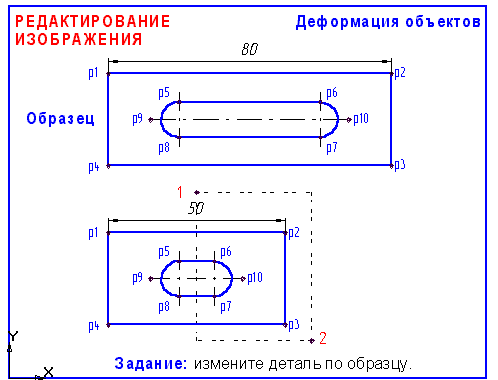 РЕДАКТИРОВАНИЕ
ИЗОБРАЖЕНИЯ
Деформация объектов
80
p1
p2
p5
p6
Образец
p9
p10
p8
p7
p4
p3
1
50
p1
p2
p5
p6
p9
p10
p8
p7
p4
p3
2
Y
X
Задание: измените деталь по образцу.